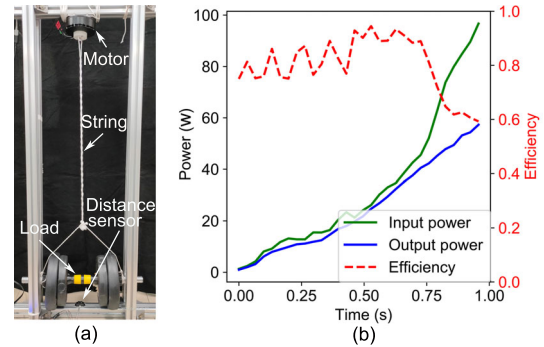 (a)
Motor
String
Distance
sensor
Load
Power (W)
100
80
60
40
20
0
1.0
0.8
0.6
0.4
0.2
0.0
Efficiency
Input power
Output power
Efficiency
0.00 0.25 0.50 0.75 1.00
Time (s)
(a) (b)